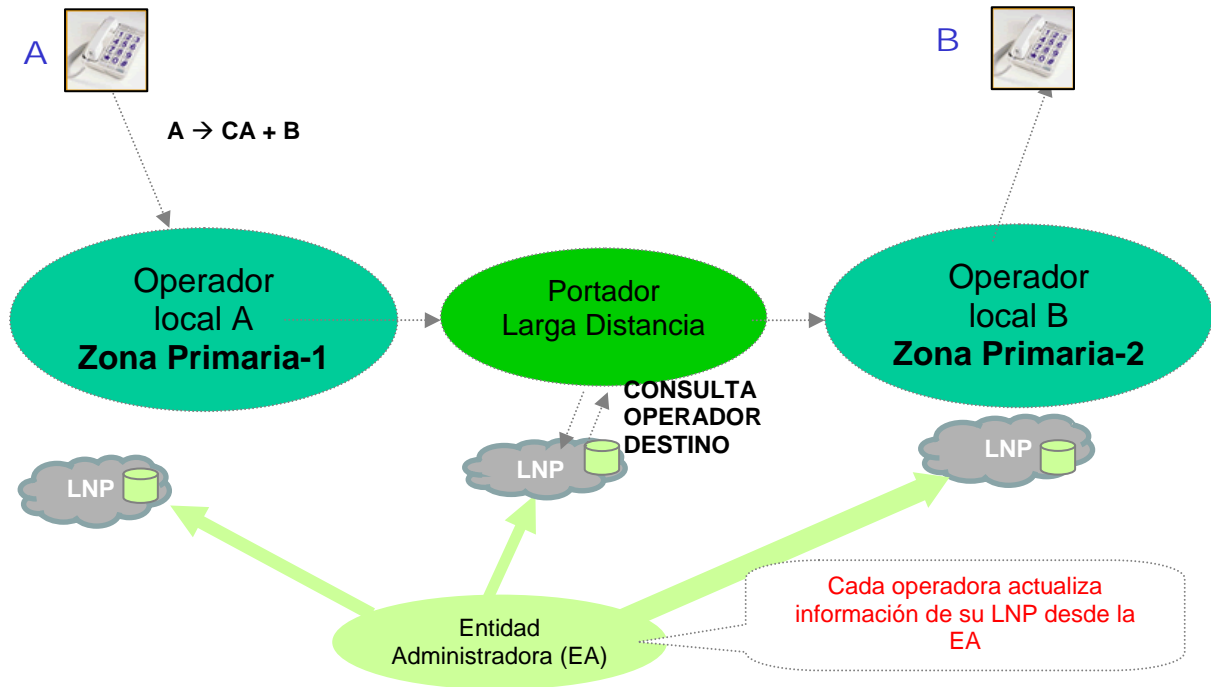 A
B
A → CA + B
Operador
local A
Zona Primaria-1
Portador
Larga Distancia
Operador
local B
Zona Primaria-2
CONSULTA
OPERADOR
DESTINO
LNP
LNP
LNP
Entidad
Administradora (EA)
Cada operadora actualiza
información de su LNP desde la
EA